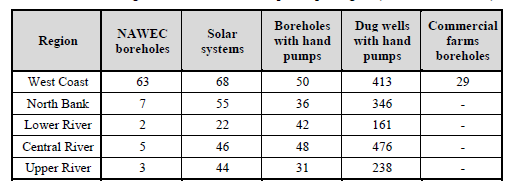 Region NAWEC boreholes Solar systems Boreholes with hand pumps Dug wells with hand pumps Commercial farms boreholes
West Coast 63 68 50 413 29
North Bank 7 55 36 346 -
Lower River 2 22 42 161 -
Central River 5 46 48 476 -
Upper River 3 44 31 238 -